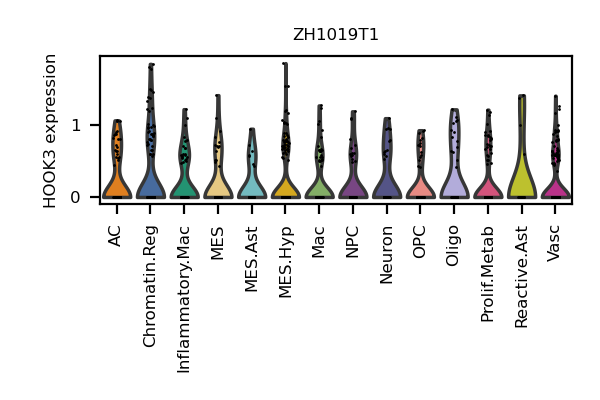 ZH1019T1
HOOK3 expression
1
0
AC
Chromatin.Reg
Inflammatory.Mac
MES
MES.Ast
MES.Hyp
Mac
NPC
Neuron
OPC
Oligo
Prolif.Metab
Reactive.Ast
Vasc